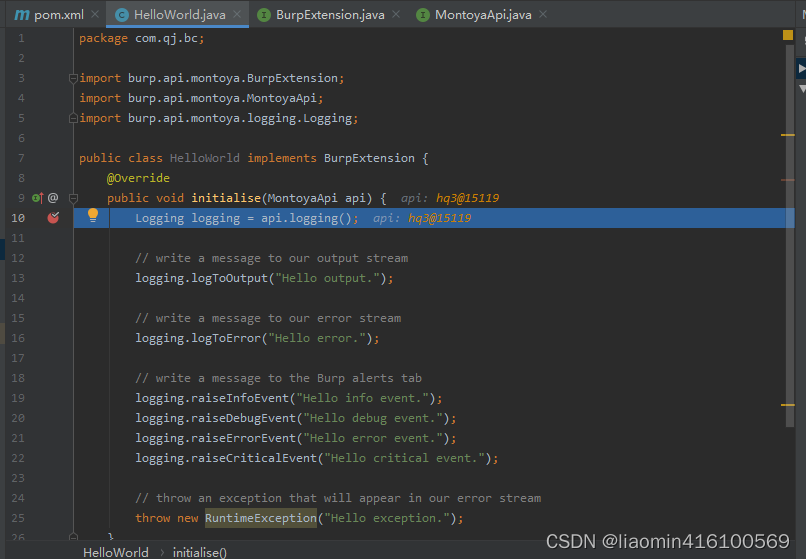 pom.xml HelloWorld.java BurpExtension.java MontoyaApi.java
1 package com.qj.bc;
2
3 import burp.api.montoya.BurpExtension;
4 import burp.api.montoya.MontoyaApi;
5 import burp.api.montoya.logging.Logging;
6
7 public class HelloWorld implements BurpExtension {
8 @Override
9 public void initialise(MontoyaApi api) { api: hq3@15119
10 Logging logging = api.logging(); api: hq3@15119
11
12 // write a message to our output stream
13 logging.logToOutput("Hello output.");
14
15 // write a message to our error stream
16 logging.logToError("Hello error.");
17
18 // write a message to the Burp alerts tab
19 logging.raiseInfoEvent("Hello info event.");
20 logging.raiseDebugEvent("Hello debug event.");
21 logging.raiseErrorEvent("Hello error event.");
22 logging.raiseCriticalEvent("Hello critical event.");
23
24 // throw an exception that will appear in our error stream
25 throw new RuntimeException("Hello exception.");
26 }
HelloWorld › initialise()
CSDN @liaomin416100569